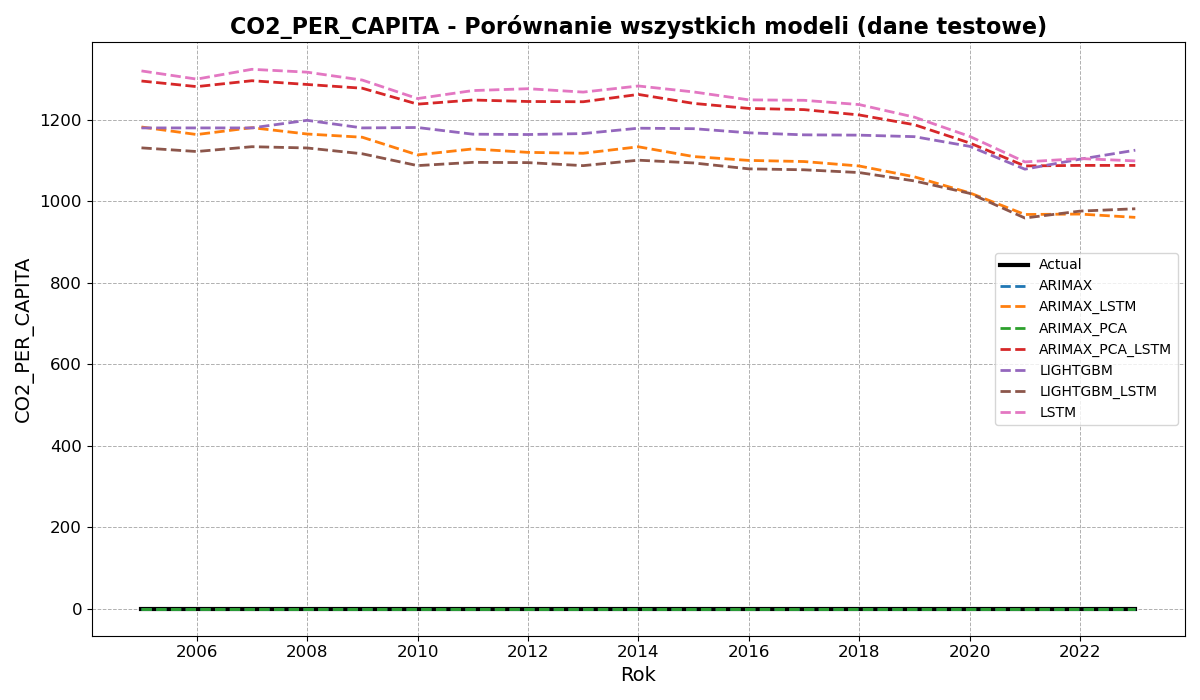 CO2_PER_CAPITA - Porównanie wszystkich modeli (dane testowe)
CO2_PER_CAPITA
1200
1000
800
600
400
200
0
Actual
ARIMAX
ARIMAX_LSTM
ARIMAX_PCA
ARIMAX_PCA_LSTM
LIGHTGBM
LIGHTGBM_LSTM
LSTM
2006 2008 2010 2012 2014 2016 2018 2020 2022
Rok